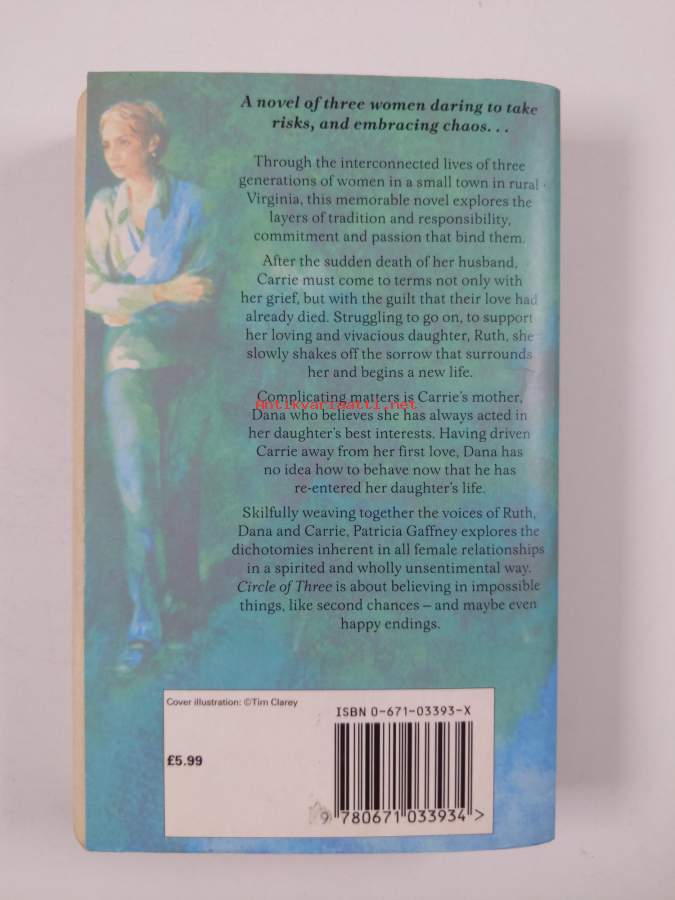 A novel of three women daring to take
risks, and embracing chaos. . .
Through the interconnected lives of three
generations of women in a small town in rural
Virginia, this memorable novel explores the
layers of tradition and responsibility,
commitment and passion that bind them.
After the sudden death of her husband,
Carrie must come to terms not only with
her grief, but with the guilt that their love had
already died. Struggling to go on, to support
her loving and vivacious daughter, Ruth, she
slowly shakes off the sorrow that surrounds
her and begins a new life.
Complicating matters is Carrie's mother,
Antikvariaatti.net
Dana who believes she has always acted in
her daughter's best interests. Having driven
Carrie away from her first love, Dana has
no idea how to behave now that he has
re-entered her daughter's life.
Skilfully weaving together the voices of Ruth,
Dana and Carrie, Patricia Gaffney explores the
dichotomies inherent in all female relationships
in a spirited and wholly unsentimental way.
Circle of Three is about believing in impossible
things, like second chances – and maybe even
happy endings.
Cover illustration: ©Tim Clarey
£5.99
ISBN 0-671-03393-X
9 780671 033934 >